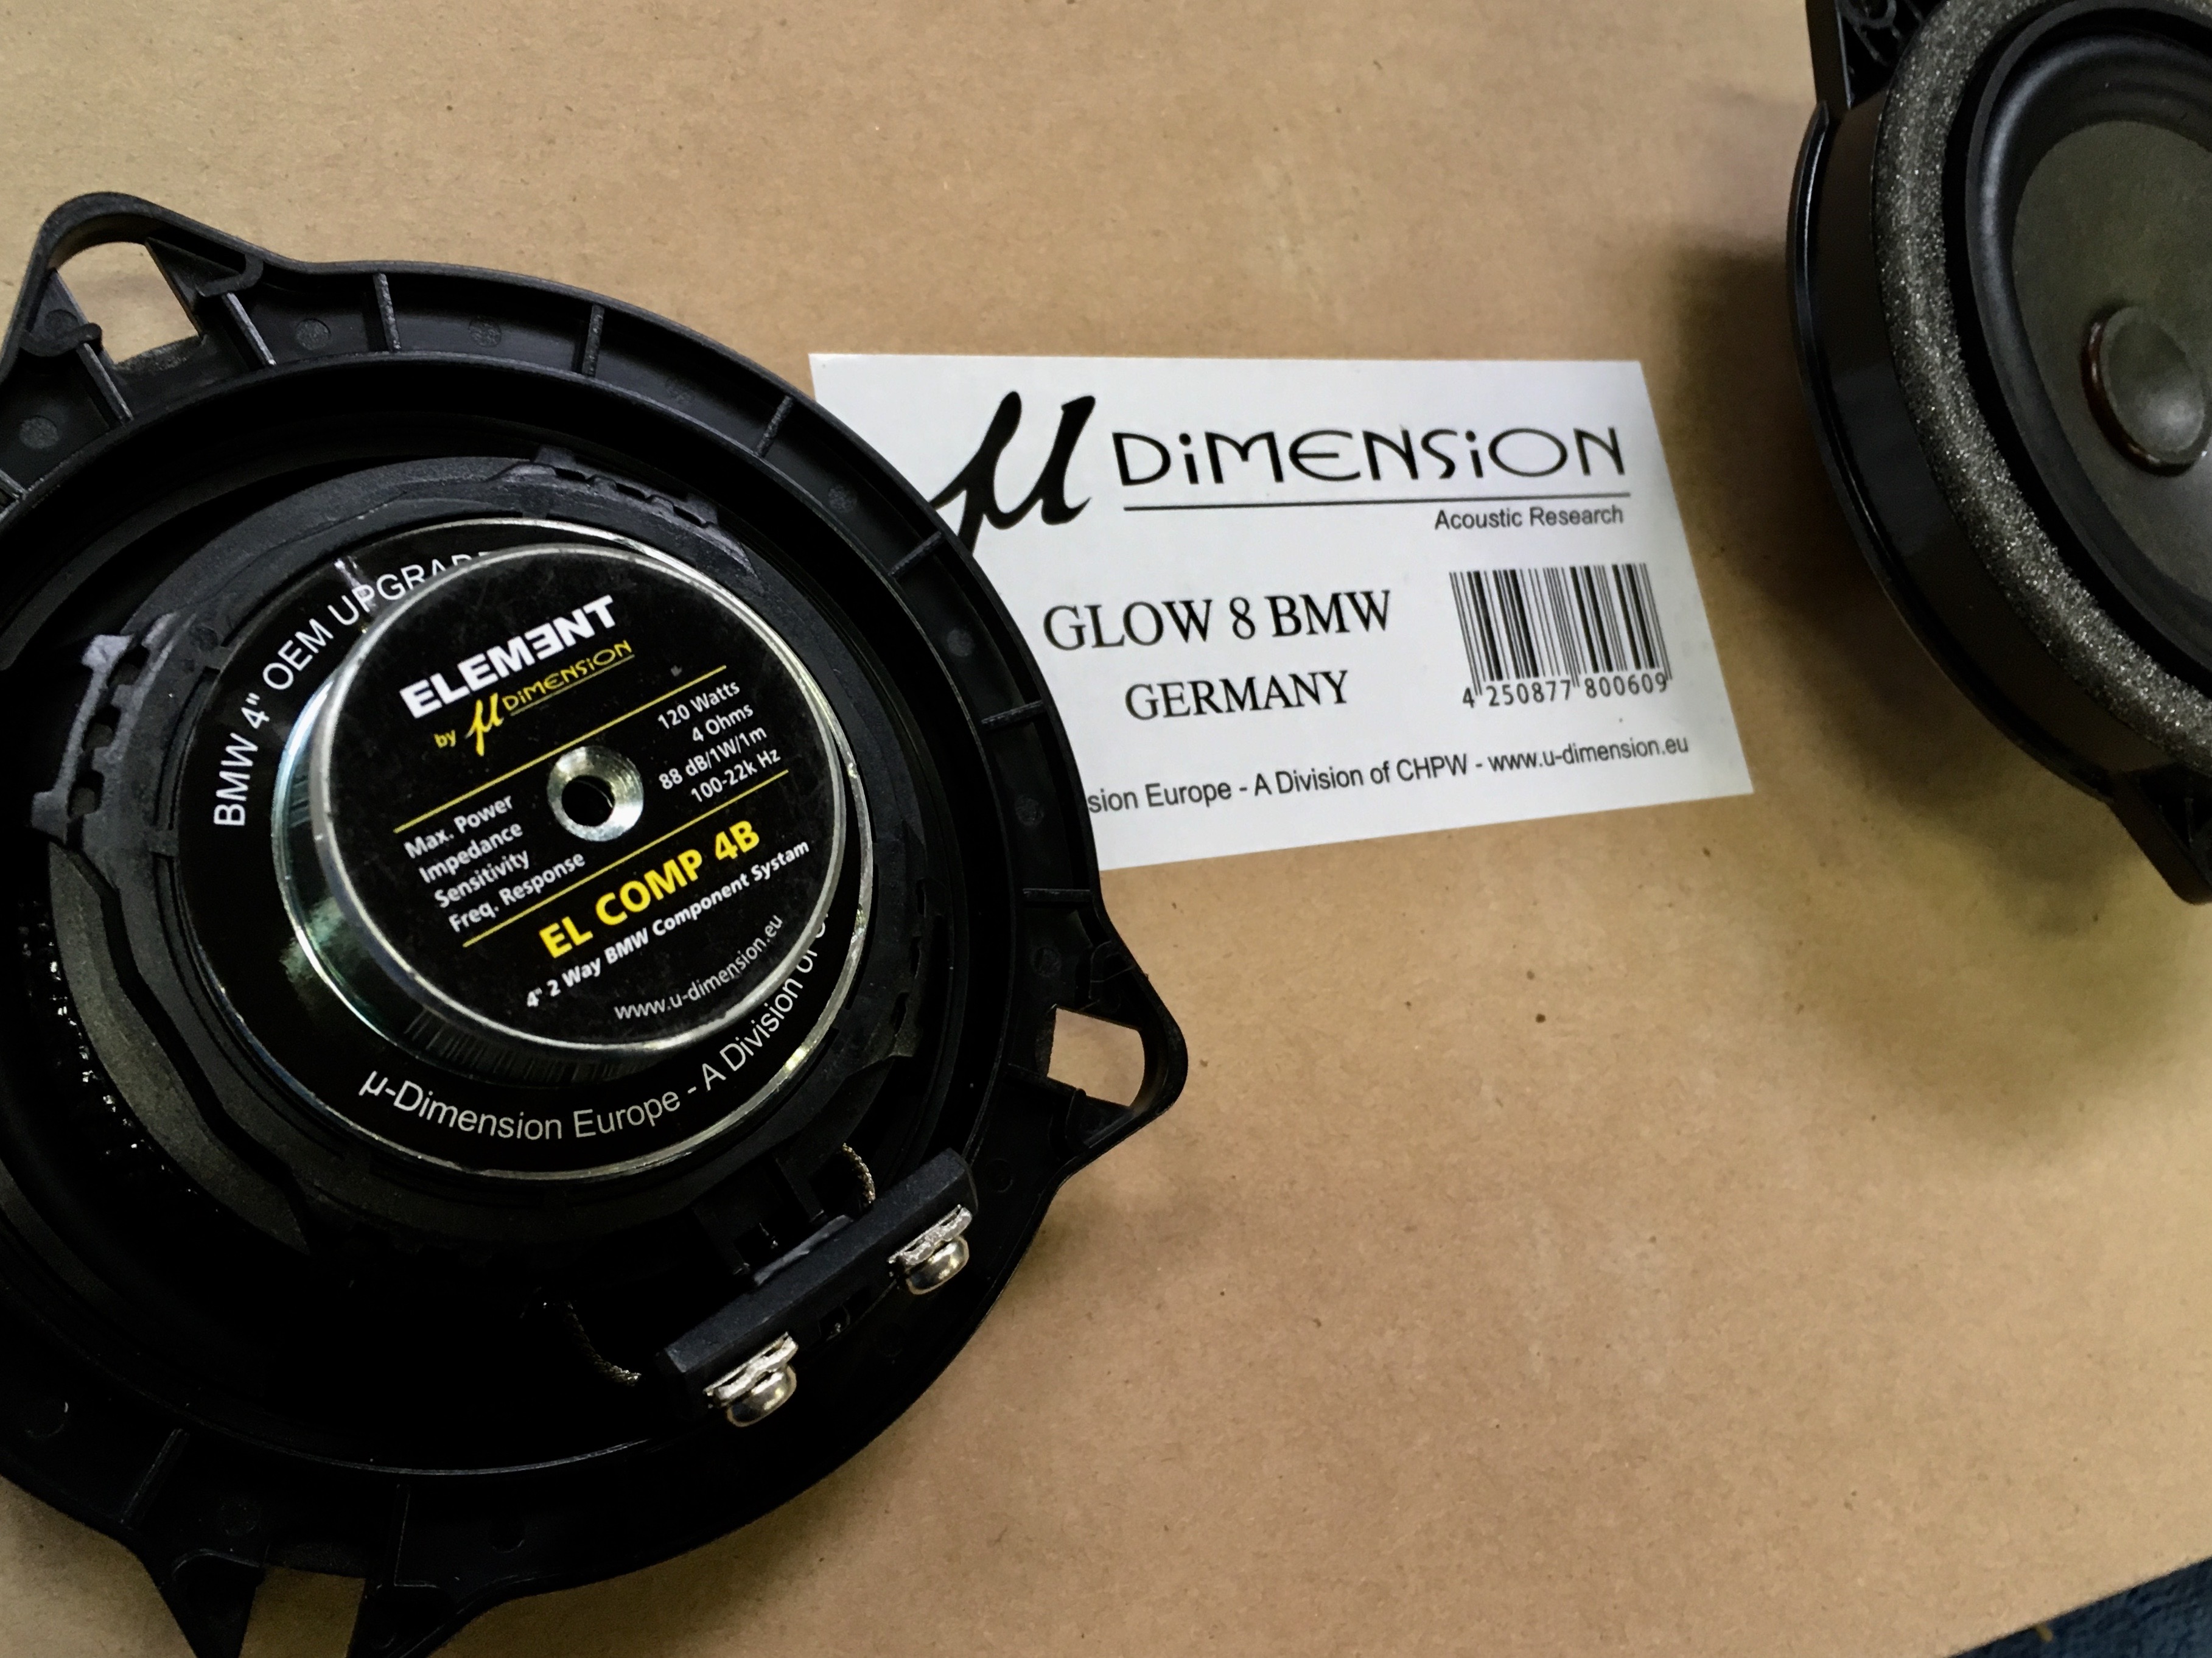 BMW 4" OEM UPGRADE
ELEMƎNT
by µ DiMENSiON
Max. Power 120 Watts
Impedance 4 Ohms
Sensitivity 88 dB/1W/1m
Freq. Response 100-22k Hz
EL COMP 4B
4" 2 Way BMW Component Systam
www.u-dimension.eu
µ-Dimension Europe - A Division of
µ DiMENSiON
Acoustic Research
GLOW 8 BMW
GERMANY
4 250877 800609
sion Europe - A Division of CHPW - www.u-dimension.eu